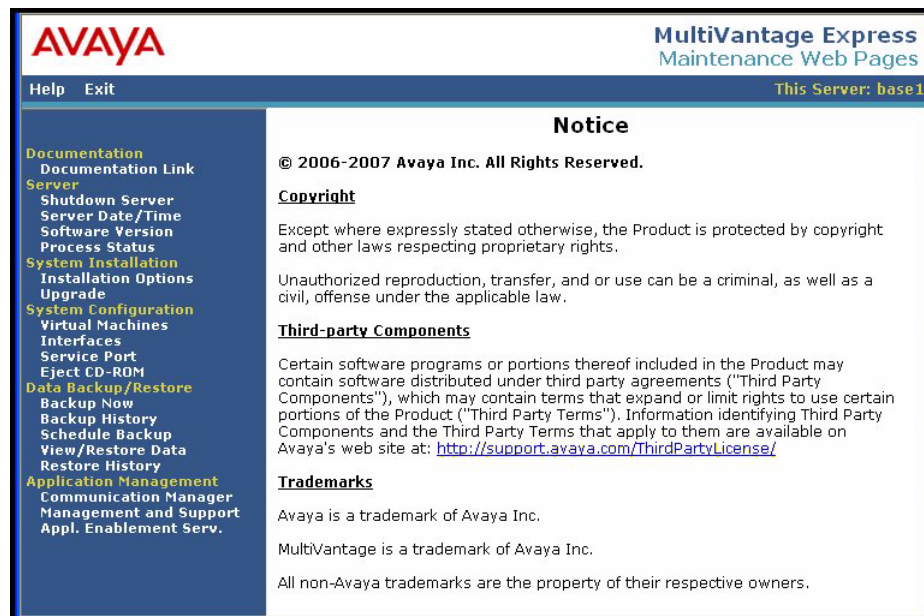 AVAYA
MultiVantage Express
Maintenance Web Pages
Help Exit
This Server: base1
Documentation
Documentation Link
Server
Shutdown Server
Server Date/Time
Software Version
Process Status
System Installation
Installation Options
Upgrade
System Configuration
Virtual Machines
Interfaces
Service Port
Eject CD-ROM
Data Backup/Restore
Backup Now
Backup History
Schedule Backup
View/Restore Data
Restore History
Application Management
Communication Manager
Management and Support
Appl. Enablement Serv.
Notice
© 2006-2007 Avaya Inc. All Rights Reserved.
Copyright
Except where expressly stated otherwise, the Product is protected by copyright
and other laws respecting proprietary rights.
Unauthorized reproduction, transfer, and or use can be a criminal, as well as a
civil, offense under the applicable law.
Third-party Components
Certain software programs or portions thereof included in the Product may
contain software distributed under third party agreements ("Third Party
Components"), which may contain terms that expand or limit rights to use certain
portions of the Product ("Third Party Terms"). Information identifying Third Party
Components and the Third Party Terms that apply to them are available on
Avaya's web site at: http://support.avaya.com/ThirdPartyLicense/
Trademarks
Avaya is a trademark of Avaya Inc.
MultiVantage is a trademark of Avaya Inc.
All non-Avaya trademarks are the property of their respective owners.